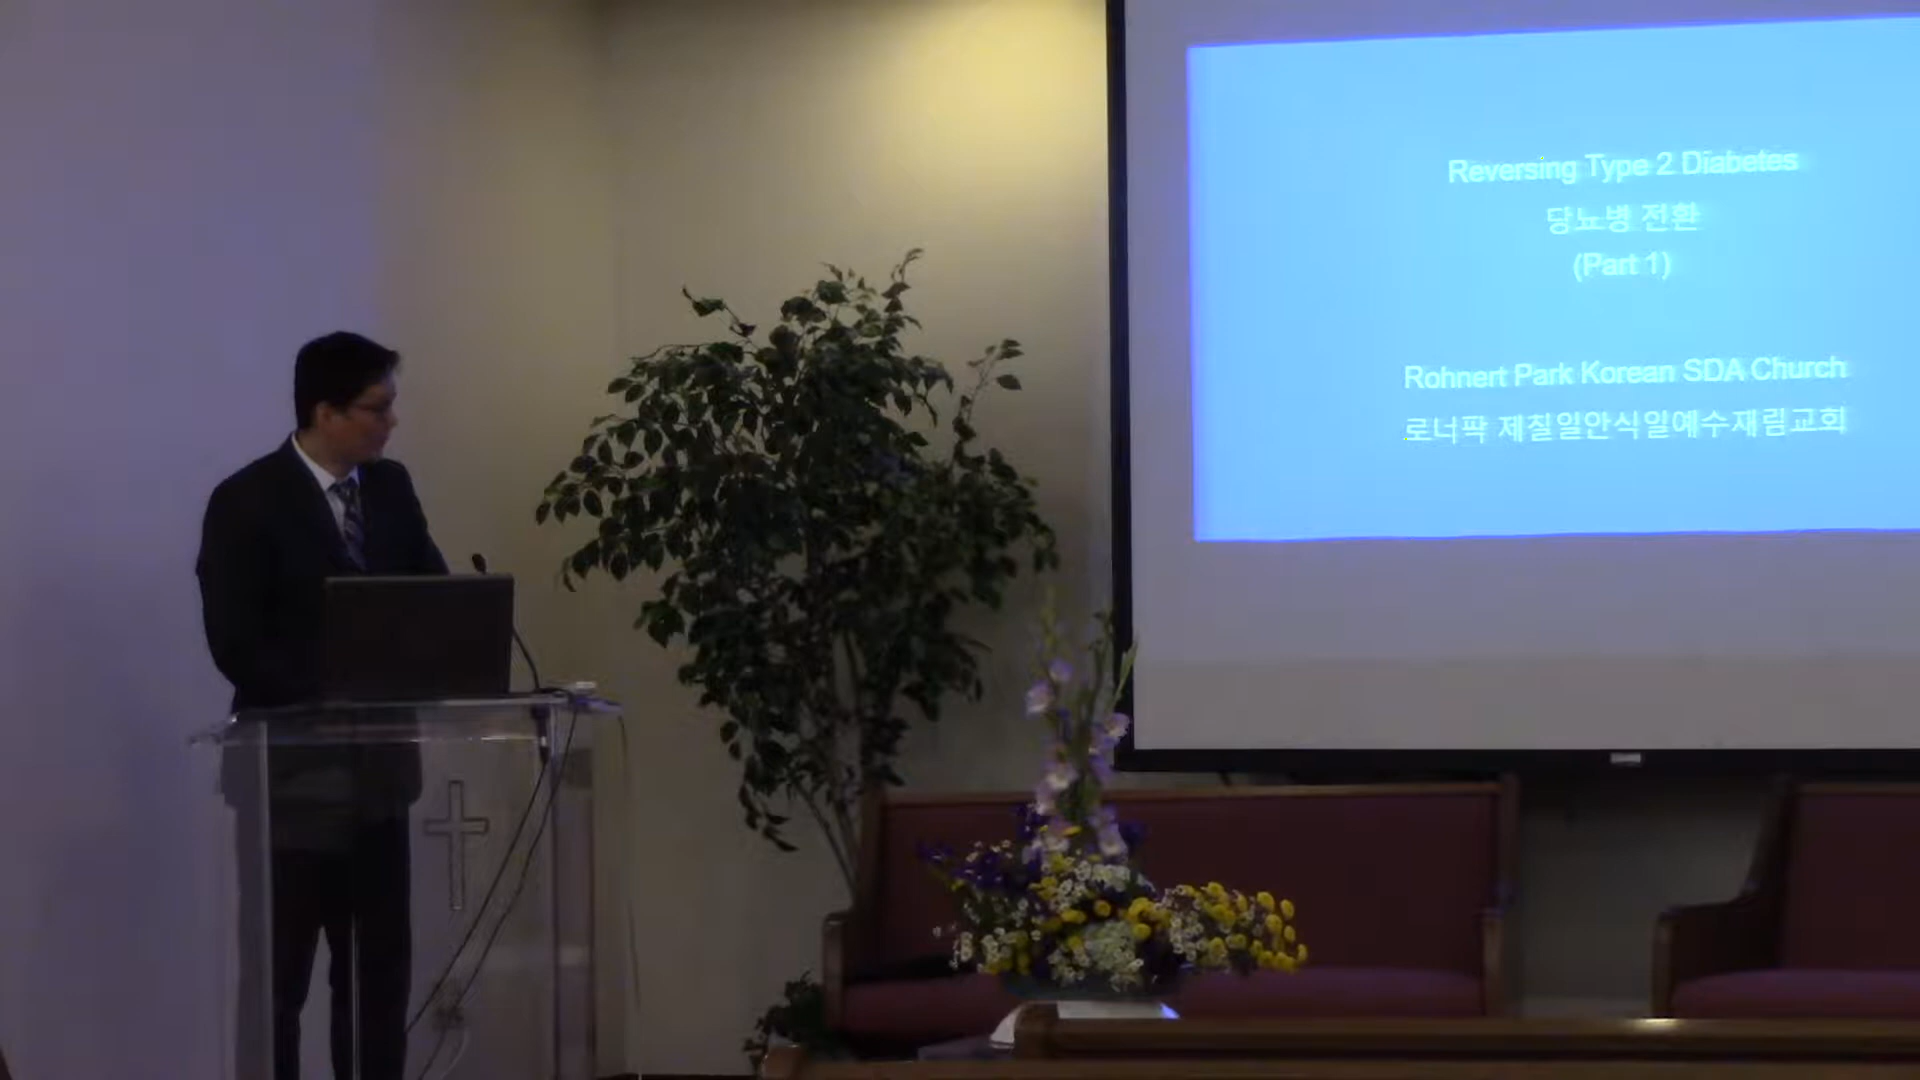 Reversing Type 2 Diabetes
당뇨병 전환
(Part 1)
Rohnert Park Korean SDA Church
로너팍 제칠일안식일예수재림교회